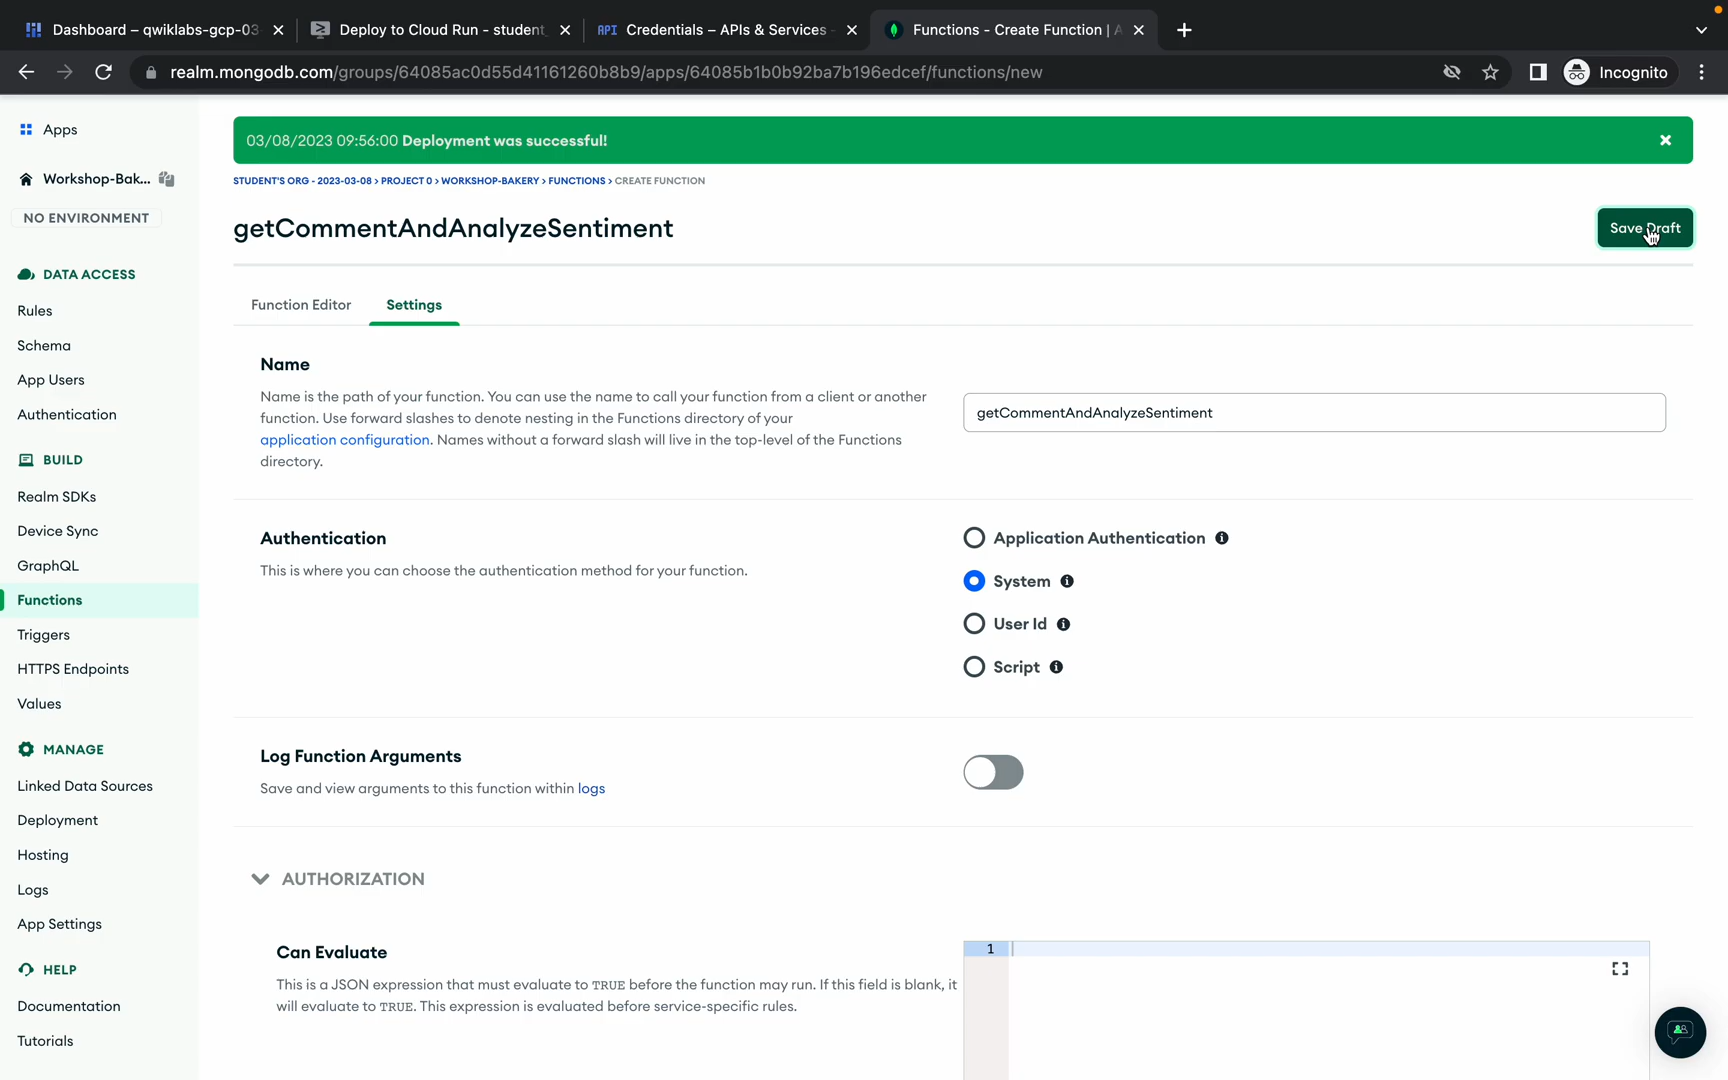 Dashboard – qwiklabs-gcp-03
Deploy to Cloud Run - student
API Credentials – APIs & Services
Functions - Create Function | A
realm.mongodb.com/groups/64085ac0d55d41161260b8b9/apps/64085b1b0b92ba7b196edcef/functions/new
Incognito
Apps
Workshop-Bak...
NO ENVIRONMENT
DATA ACCESS
Rules
Schema
App Users
Authentication
BUILD
Realm SDKs
Device Sync
GraphQL
Functions
Triggers
HTTPS Endpoints
Values
MANAGE
Linked Data Sources
Deployment
Hosting
Logs
App Settings
HELP
Documentation
Tutorials
03/08/2023 09:56:00 Deployment was successful!
STUDENT'S ORG - 2023-03-08 > PROJECT 0 > WORKSHOP-BAKERY > FUNCTIONS > CREATE FUNCTION
getCommentAndAnalyzeSentiment
Save Draft
Function Editor
Settings
Name
Name is the path of your function. You can use the name to call your function from a client or another
function. Use forward slashes to denote nesting in the Functions directory of your
application configuration. Names without a forward slash will live in the top-level of the Functions
directory.
getCommentAndAnalyzeSentiment
Authentication
This is where you can choose the authentication method for your function.
Application Authentication
System
User Id
Script
Log Function Arguments
Save and view arguments to this function within logs
AUTHORIZATION
Can Evaluate
This is a JSON expression that must evaluate to TRUE before the function may run. If this field is blank, it
will evaluate to TRUE. This expression is evaluated before service-specific rules.
1